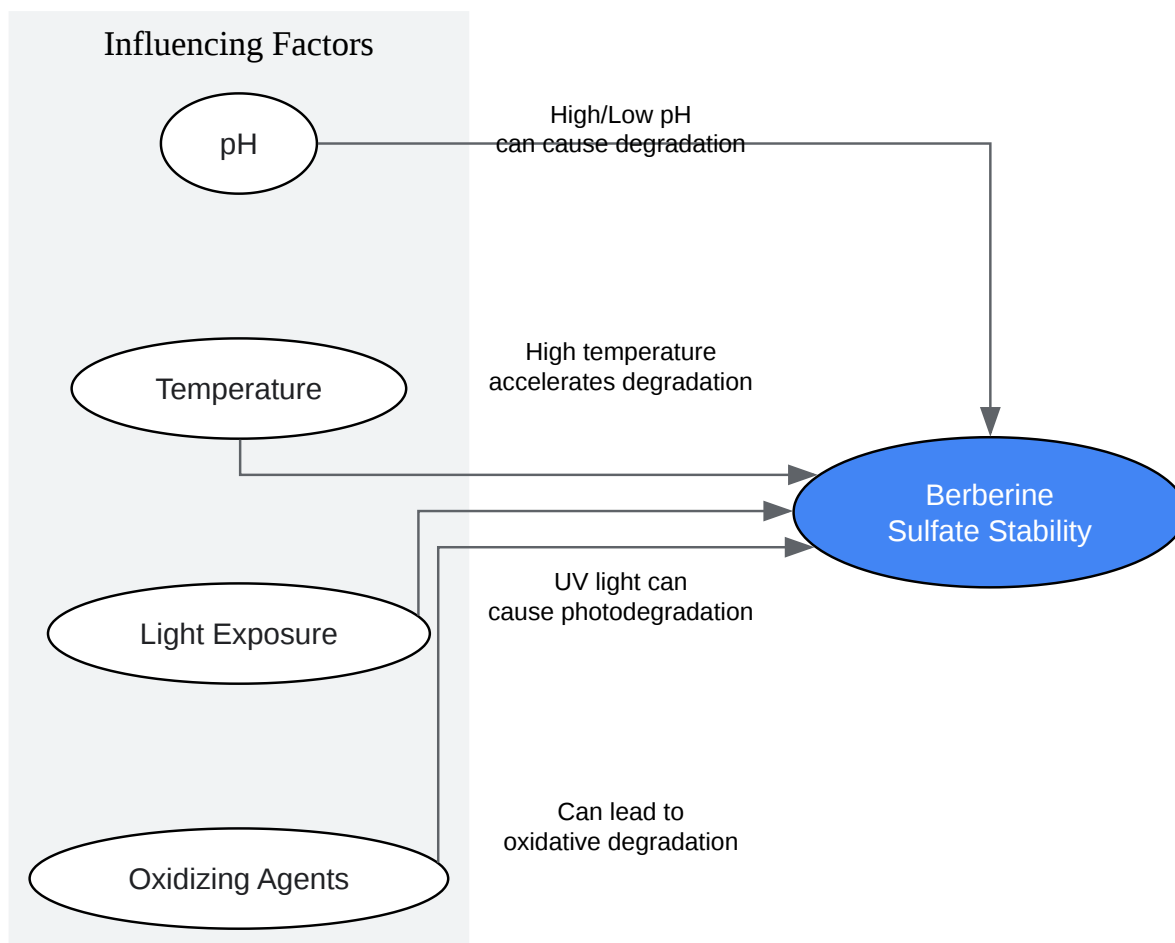 Influencing Factors
pH
High/Low pH
can cause degradation
Temperature
High temperature
accelerates degradation
Berberine
Sulfate Stability
Light Exposure
UV light can
cause photodegradation
Oxidizing Agents
Can lead to
oxidative degradation